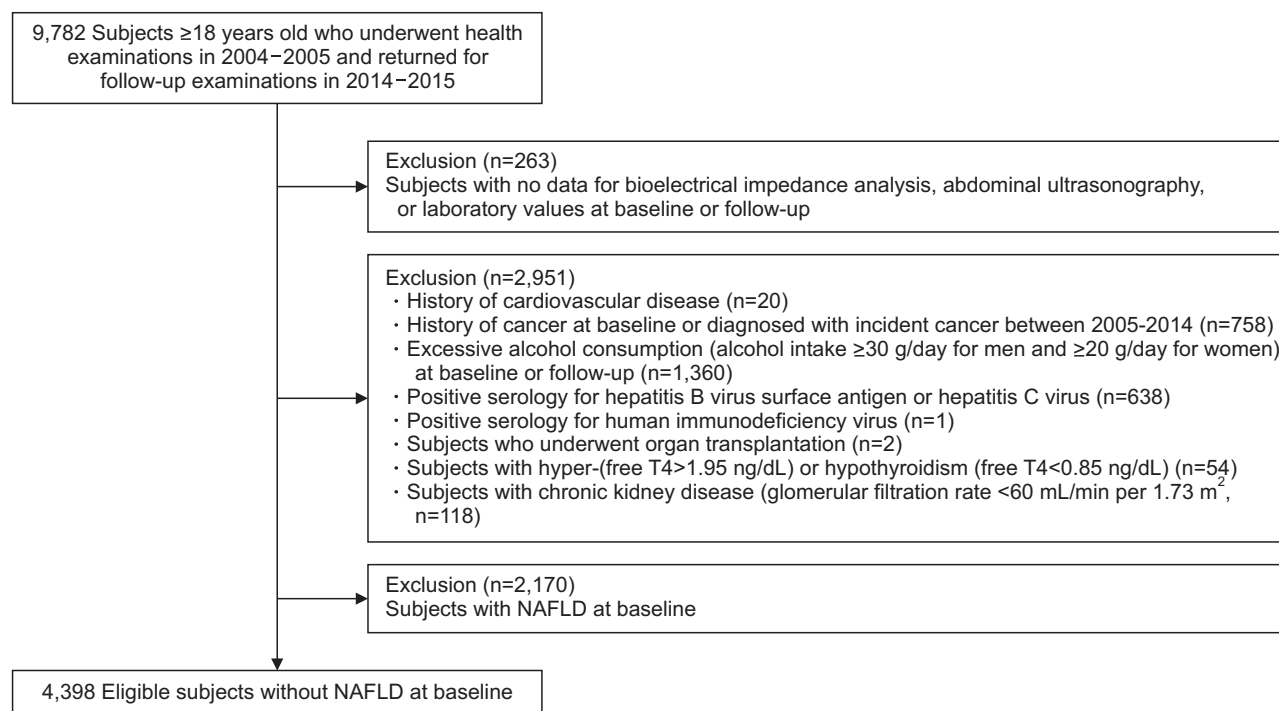 9,782 Subjects ≥18 years old who underwent health
examinations in 2004−2005 and returned for
follow-up examinations in 2014−2015
Exclusion (n=263)
Subjects with no data for bioelectrical impedance analysis, abdominal ultrasonography,
or laboratory values at baseline or follow-up
Exclusion (n=2,951)
· History of cardiovascular disease (n=20)
· History of cancer at baseline or diagnosed with incident cancer between 2005-2014 (n=758)
· Excessive alcohol consumption (alcohol intake ≥30 g/day for men and ≥20 g/day for women)
at baseline or follow-up (n=1,360)
· Positive serology for hepatitis B virus surface antigen or hepatitis C virus (n=638)
· Positive serology for human immunodeficiency virus (n=1)
· Subjects who underwent organ transplantation (n=2)
· Subjects with hyper-(free T4>1.95 ng/dL) or hypothyroidism (free T4<0.85 ng/dL) (n=54)
· Subjects with chronic kidney disease (glomerular filtration rate <60 mL/min per 1.73 m²,
n=118)
Exclusion (n=2,170)
Subjects with NAFLD at baseline
4,398 Eligible subjects without NAFLD at baseline